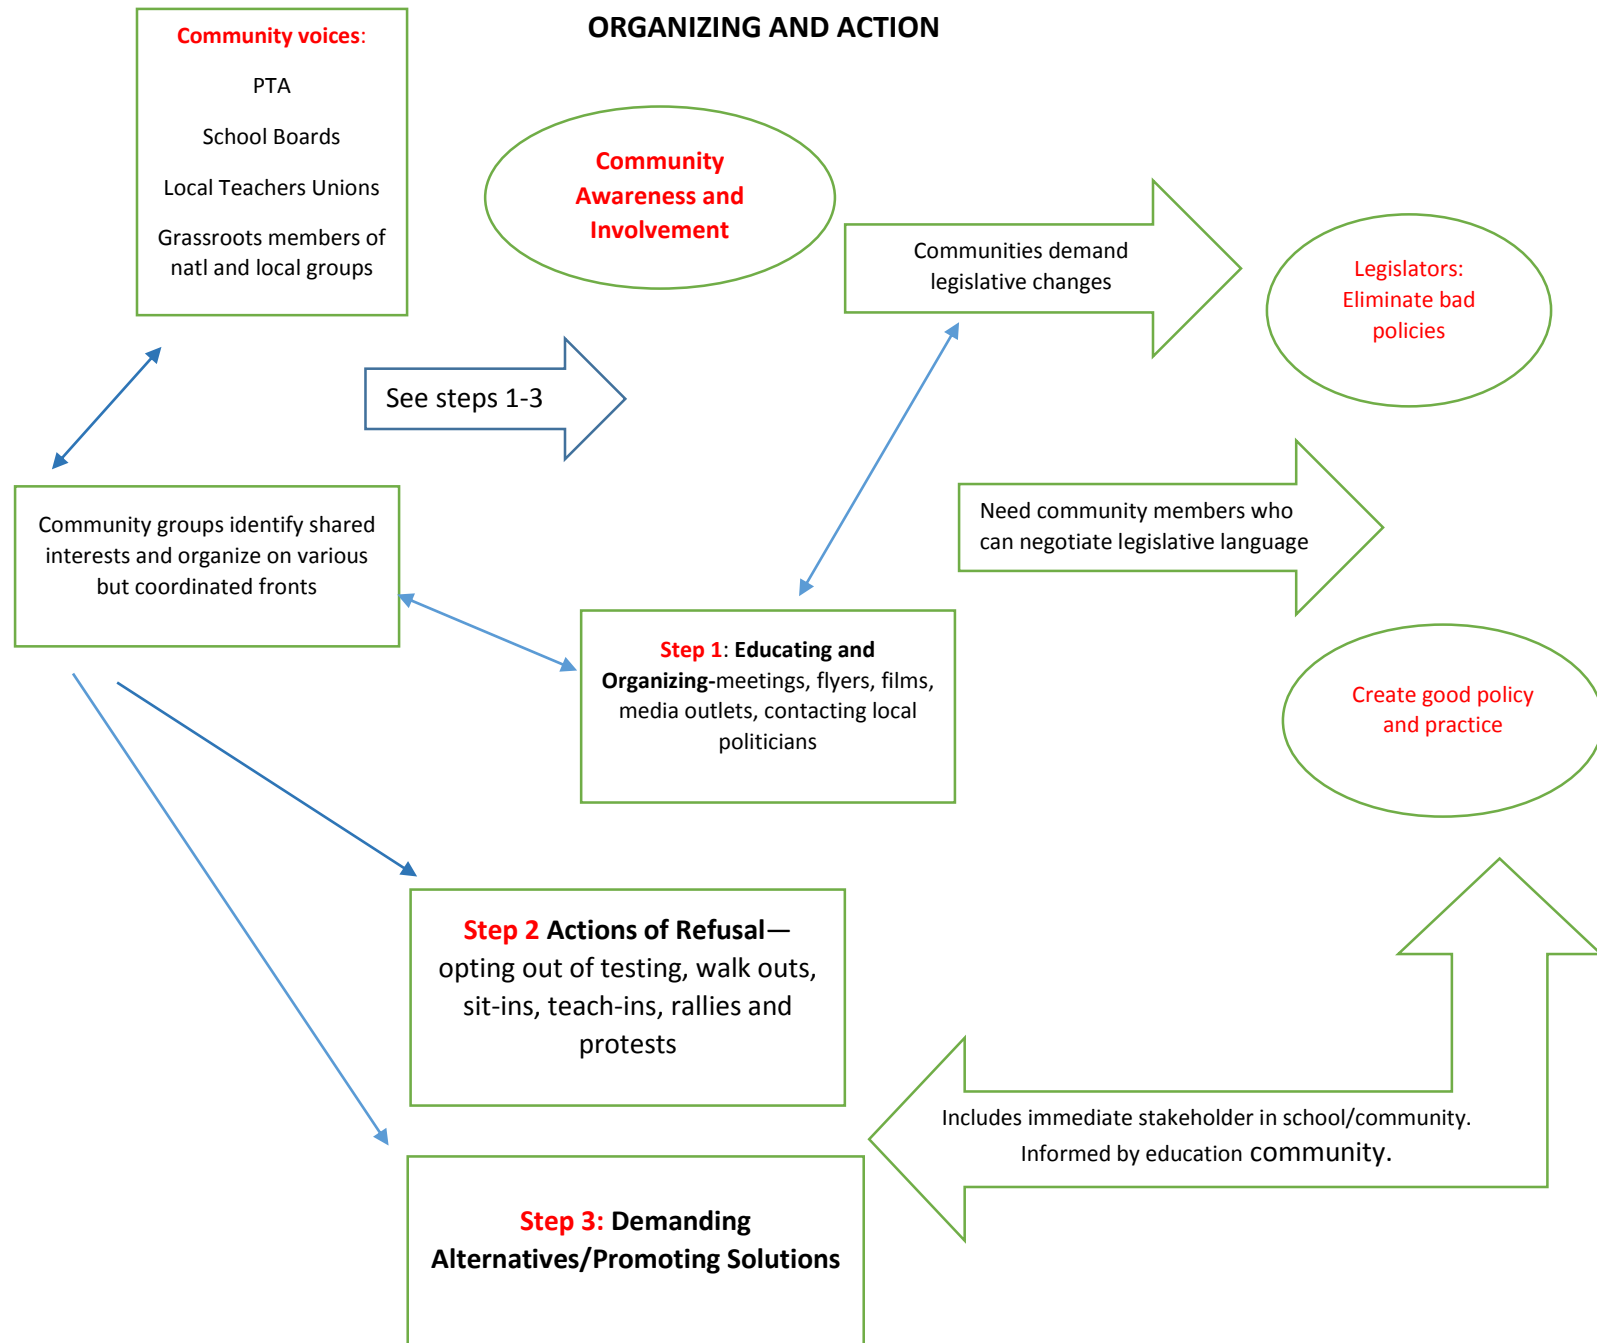 ORGANIZING AND ACTION
Community voices:
PTA
School Boards
Local Teachers Unions
Grassroots members of
natl and local groups
Community
Awareness and
Involvement
Communities demand
legislative changes
Legislators:
Eliminate bad
policies
See steps 1-3
Community groups identify shared
interests and organize on various
but coordinated fronts
Need community members who
can negotiate legislative language
Step 1: Educating and
Organizing-meetings, flyers, films,
media outlets, contacting local
politicians
Create good policy
and practice
Step 2 Actions of Refusal—
opting out of testing, walk outs,
sit-ins, teach-ins, rallies and
protests
Includes immediate stakeholder in school/community.
Informed by education community.
Step 3: Demanding
Alternatives/Promoting Solutions